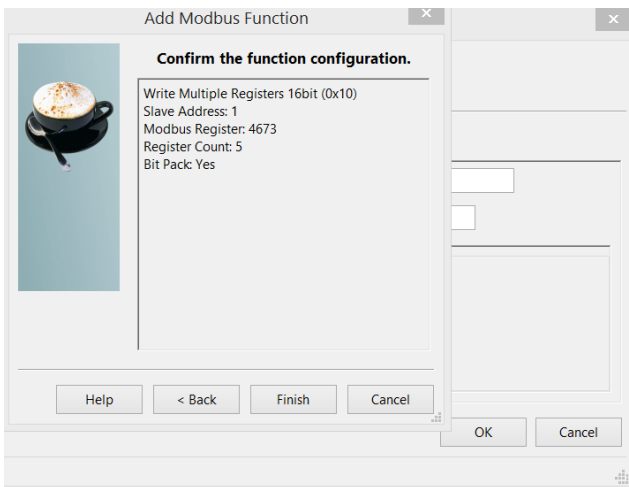 Add Modbus Function
Confirm the function configuration.
Write Multiple Registers 16bit (0x10)
Slave Address: 1
Modbus Register: 4673
Register Count: 5
Bit Pack: Yes
Help
< Back
Finish
Cancel
OK
Cancel